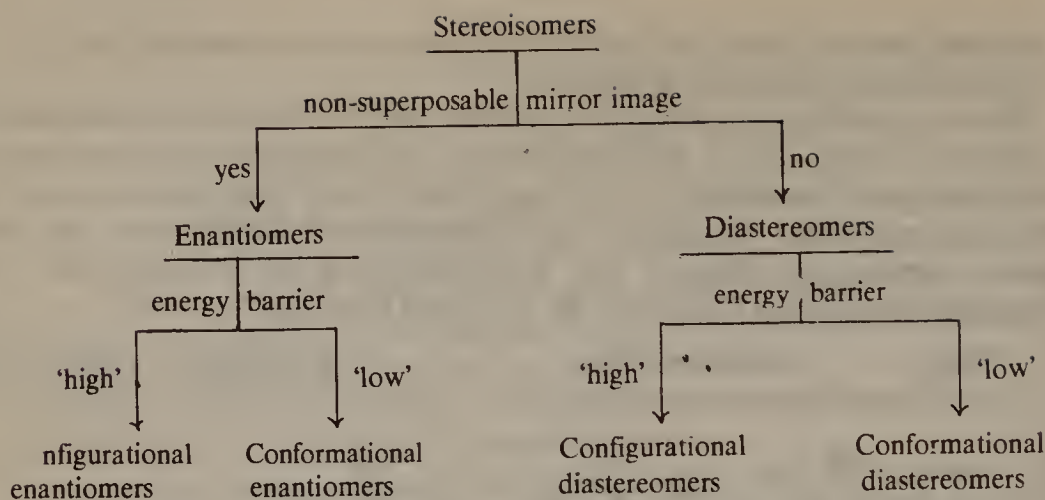 Stereoisomers
non-superposable mirror image
yes
no
Enantiomers
Diastereomers
energy barrier
energy barrier
'high'
'low'
'high'
'low'
nfigurational
enantiomers
Conformational
enantiomers
Configurational
diastereomers
Conformational
diastereomers